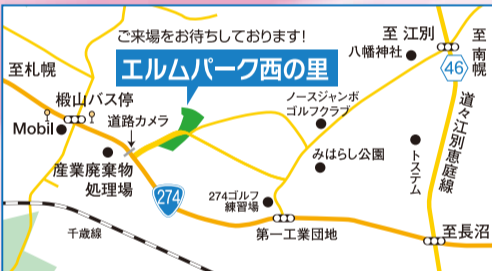 ご来場をお待ちしております!
エルムパーク西の里
至札幌
椴山バス停
道路カメラ
Mobil
産業廃棄物
処理場
274
千歳線
274ゴルフ
練習場
第一工業団地
ノースジャンボ
ゴルフクラブ
みはらし公園
八幡神社
至 江別
至南幌
46
道々江別恵庭線
トステム
至長沼